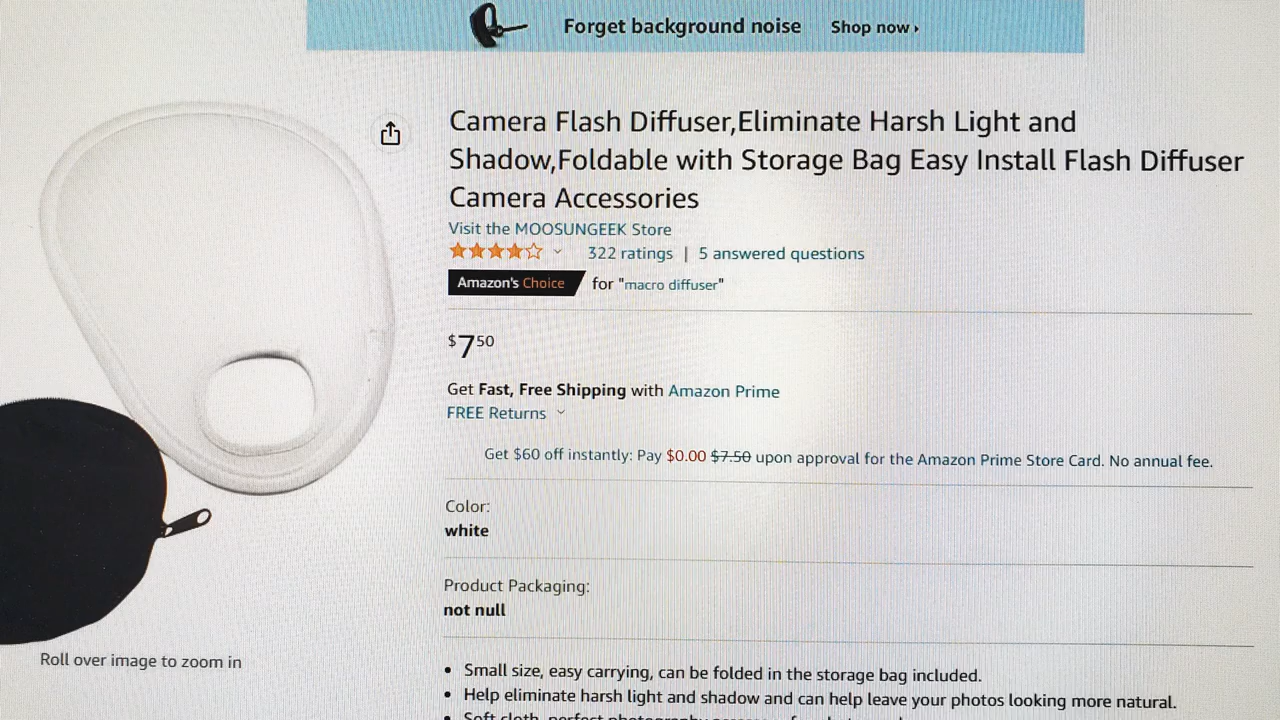 Forget background noise Shop now ›
Camera Flash Diffuser,Eliminate Harsh Light and
Shadow,Foldable with Storage Bag Easy Install Flash Diffuser
Camera Accessories
Visit the MOOSUNGEEK Store
322 ratings | 5 answered questions
Amazon's Choice for "macro diffuser"
$7 50
Get Fast, Free Shipping with Amazon Prime
FREE Returns
Get $60 off instantly: Pay $0.00 $7.50 upon approval for the Amazon Prime Store Card. No annual fee.
Color:
white
Product Packaging:
not null
Roll over image to zoom in
• Small size, easy carrying, can be folded in the storage bag included.
• Help eliminate harsh light and shadow and can help leave your photos looking more natural.
• Soft cloth, perfect photography